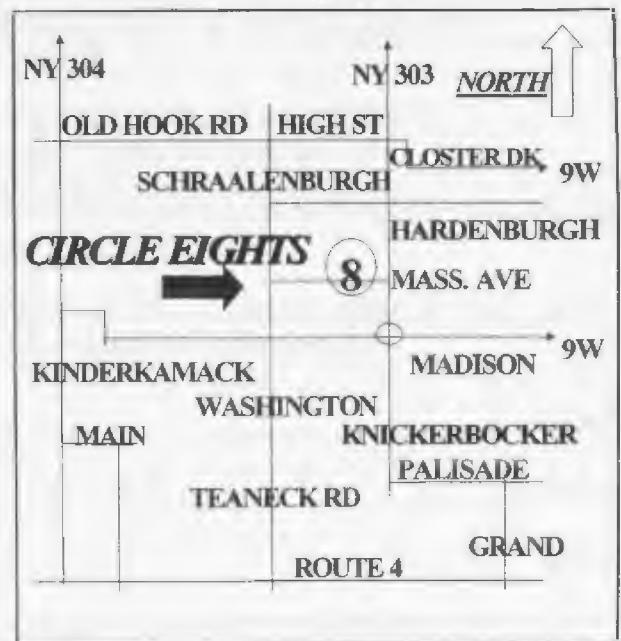 NY 304
NY 303
NORTH
OLD HOOK RD
HIGH ST
CLOSTER DK
9W
SCHRAALENBURGH
HARDENBURGH
CIRCLE EIGHTS
8
MASS. AVE
9W
MADISON
KINDERKAMACK
WASHINGTON
MAIN
KNICKERBOCKER
PALISADE
TEANECK RD
GRAND
ROUTE 4